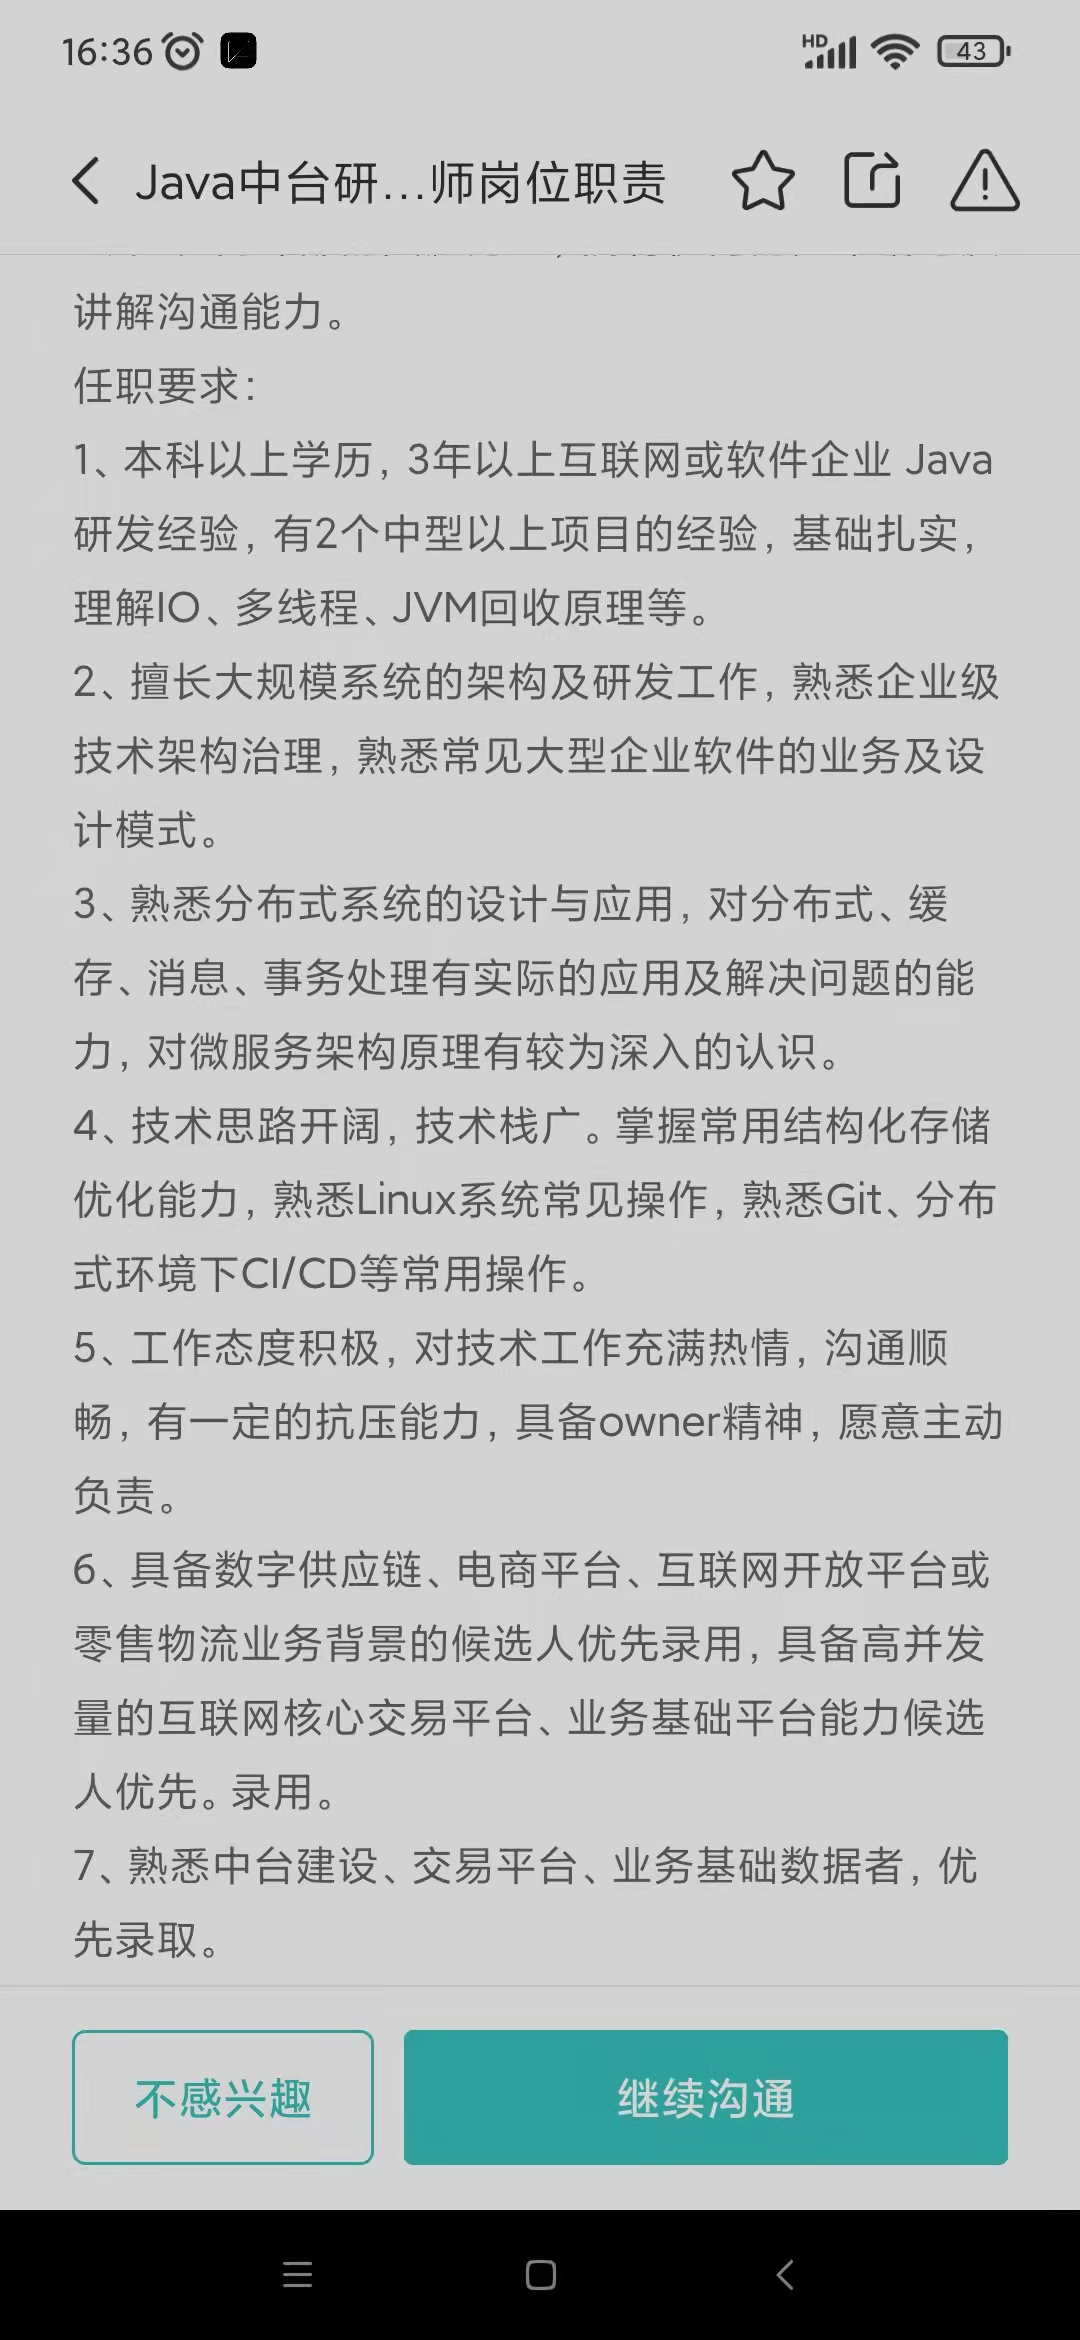 16:36
HD
43
Java中台研...师岗位职责
讲解沟通能力。
任职要求：
1、本科以上学历，3年以上互联网或软件企业 Java
研发经验，有2个中型以上项目的经验，基础扎实，
理解IO、多线程、JVM回收原理等。
2、擅长大规模系统的架构及研发工作，熟悉企业级
技术架构治理，熟悉常见大型企业软件的业务及设
计模式。
3、熟悉分布式系统的设计与应用，对分布式、缓
存、消息、事务处理有实际的应用及解决问题的能
力，对微服务架构原理有较为深入的认识。
4、技术思路开阔，技术栈广。掌握常用结构化存储
优化能力，熟悉Linux系统常见操作，熟悉Git、分布
式环境下CI/CD等常用操作。
5、工作态度积极，对技术工作充满热情，沟通顺
畅，有一定的抗压能力，具备owner精神，愿意主动
负责。
6、具备数字供应链、电商平台、互联网开放平台或
零售物流业务背景的候选人优先录用，具备高并发
量的互联网核心交易平台、业务基础平台能力候选
人优先。录用。
7、熟悉中台建设、交易平台、业务基础数据者，优
先录取。
不感兴趣
继续沟通